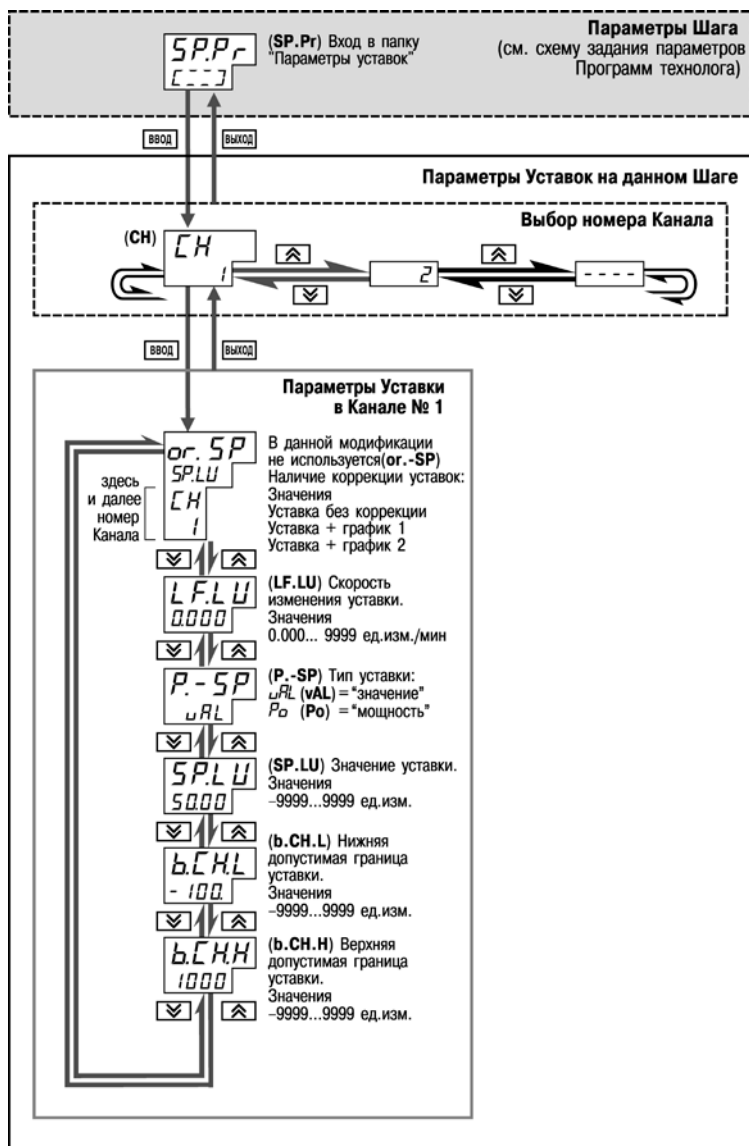 Параметры Шага
(см. схему задания параметров
Программ технолога)
SP.Pr
[---]
(SP.Pr) Вход в папку
"Параметры уставок"
ВВОД
ВЫХОД
Параметры Уставок на данном Шаге
Выбор номера Канала
(CH)
CH
1
2
----
ВВОД
ВЫХОД
Параметры Уставки
в Канале № 1
здесь
и далее
номер
Канала
or. SP
SP.LU
CH
1
В данной модификации
не используется(or.-SP)
Наличие коррекции уставок:
Значения
Уставка без коррекции
Уставка + график 1
Уставка + график 2
LF.LU
0.000
(LF.LU) Скорость
изменения уставки.
Значения
0.000... 9999 ед.изм./мин
P.-SP
vAL
(P.-SP) Тип уставки:
vAL (vAL) = "значение"
Po (Po) = "мощность"
SP.LU
50.00
(SP.LU) Значение уставки.
Значения
–9999...9999 ед.изм.
b.CH.L
- 100.
(b.CH.L) Нижняя
допустимая граница
уставки.
Значения
–9999...9999 ед.изм.
b.CH.H
1000
(b.CH.H) Верхняя
допустимая граница
уставки.
Значения
–9999...9999 ед.изм.